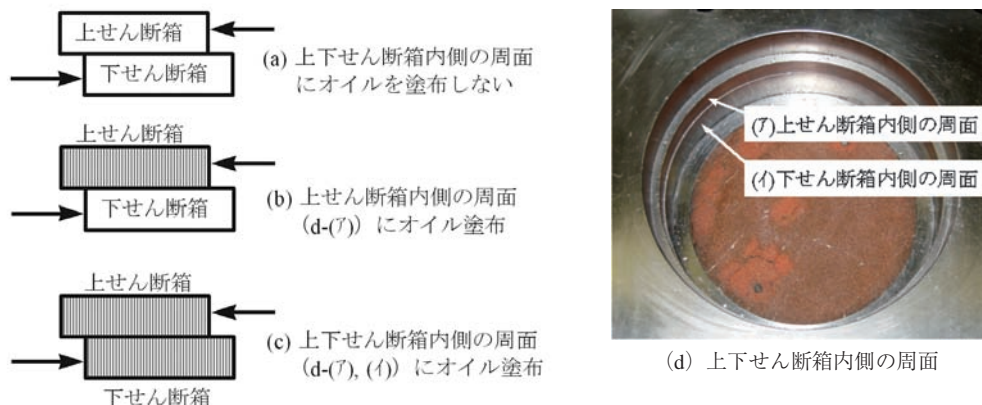 上せん断箱
下せん断箱
(a) 上下せん断箱内側の周面
にオイルを塗布しない
上せん断箱
下せん断箱
(b) 上せん断箱内側の周面
(d-(ｱ)) にオイル塗布
上せん断箱
(c) 上下せん断箱内側の周面
(d-(ｱ), (ｲ)) にオイル塗布
下せん断箱
(ｱ)上せん断箱内側の周面
(ｲ)下せん断箱内側の周面
(d) 上下せん断箱内側の周面